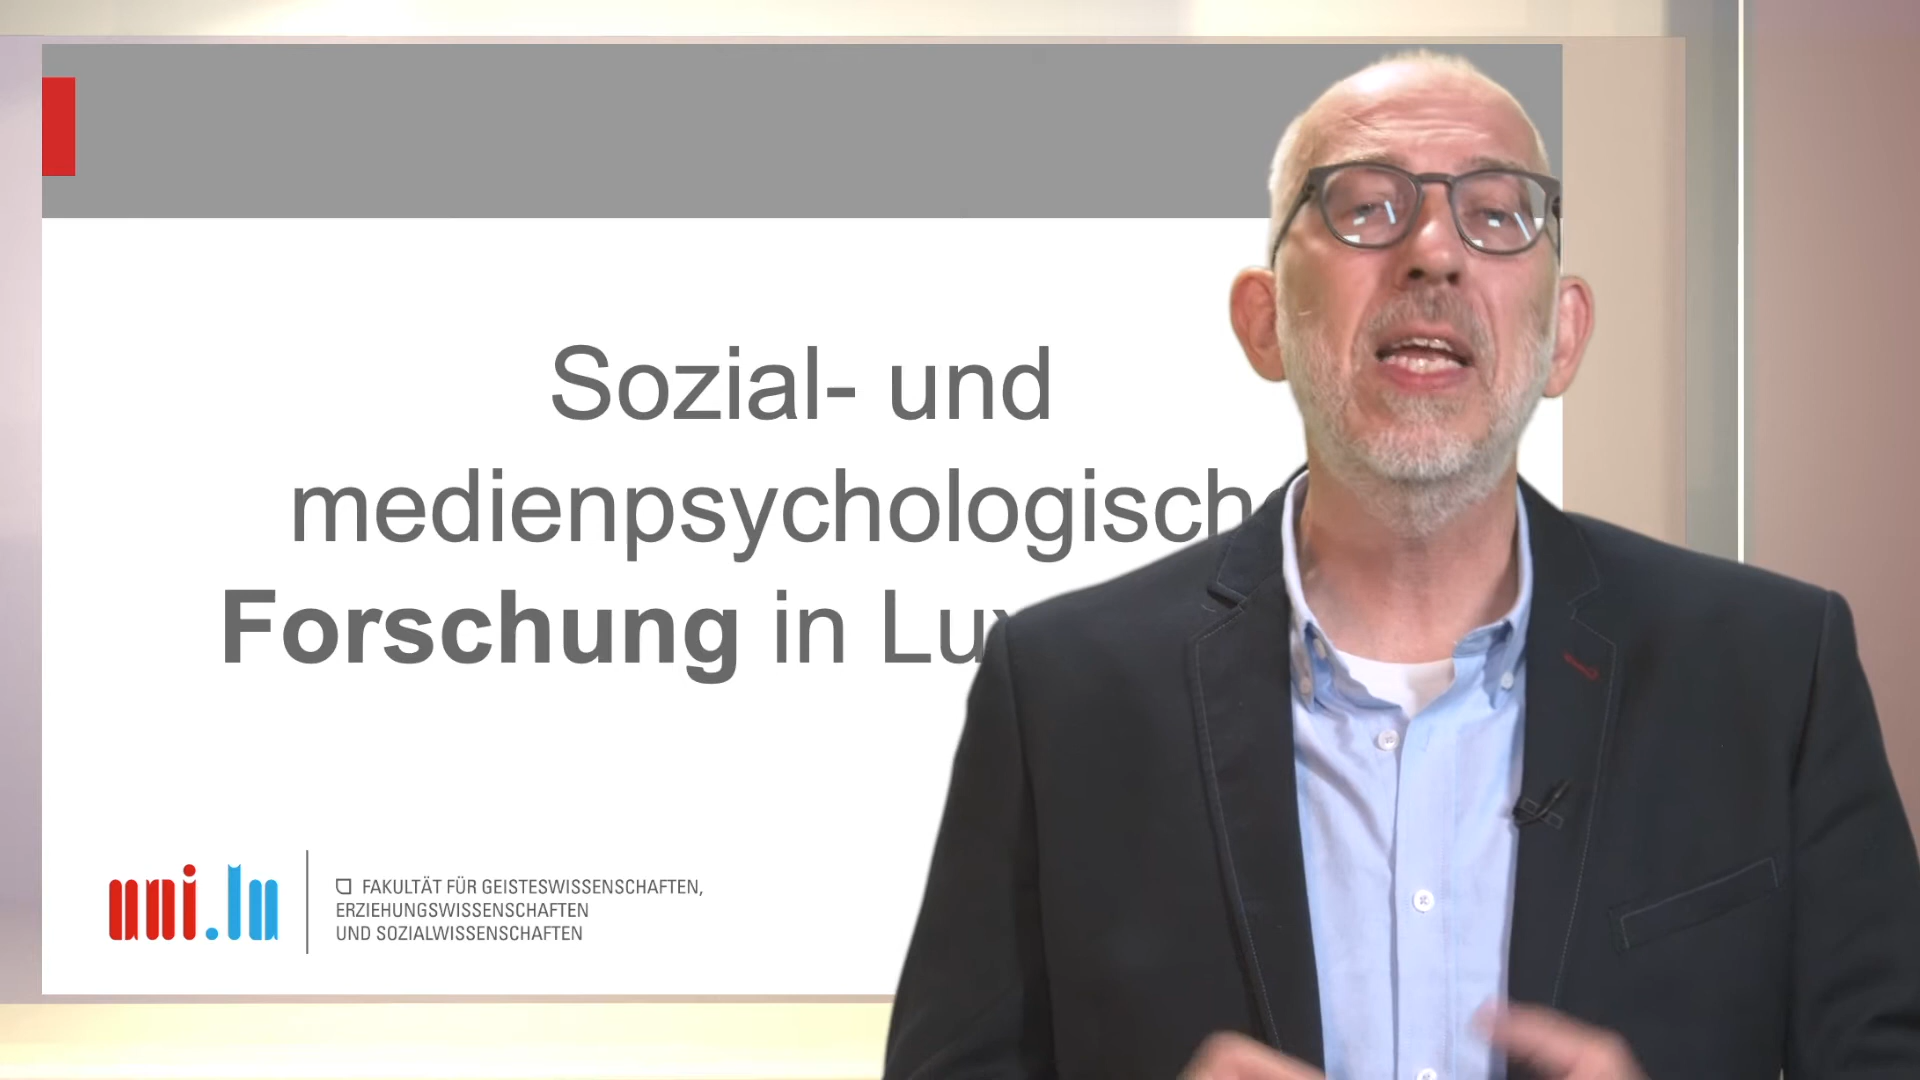 Sozial- und
medienpsychologisch
Forschung in Lu
uni.lu
FAKULTÄT FÜR GEISTESWISSENSCHAFTEN,
ERZIEHUNGSWISSENSCHAFTEN
UND SOZIALWISSENSCHAFTEN